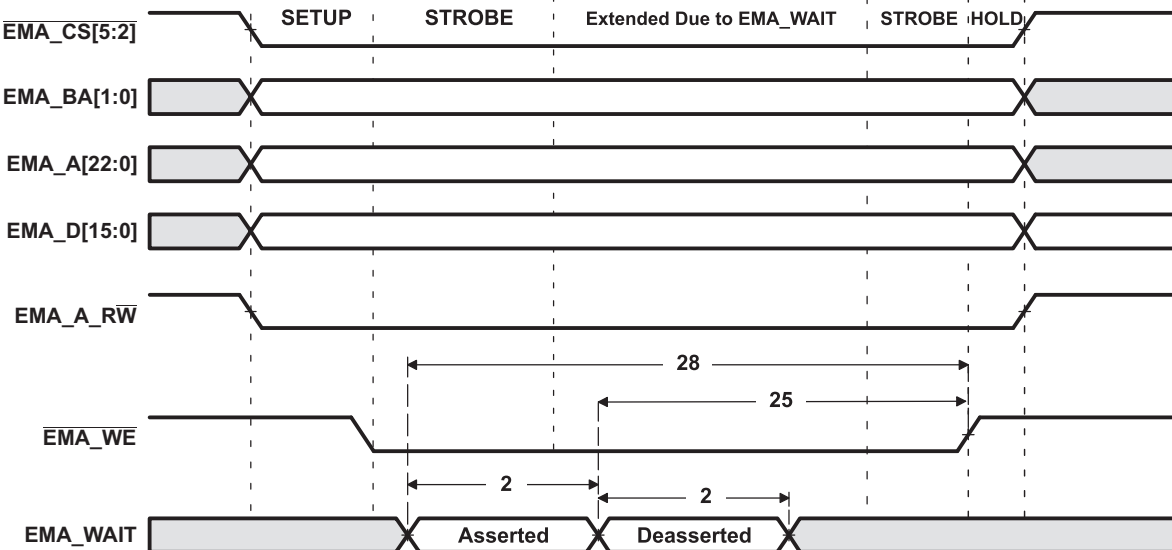 SETUP STROBE Extended Due to EMA_WAIT STROBE HOLD
EMA_CS[5:2]
EMA_BA[1:0]
EMA_A[22:0]
EMA_D[15:0]
EMA_A_RW
28
25
EMA_WE
2
2
EMA_WAIT Asserted Deasserted